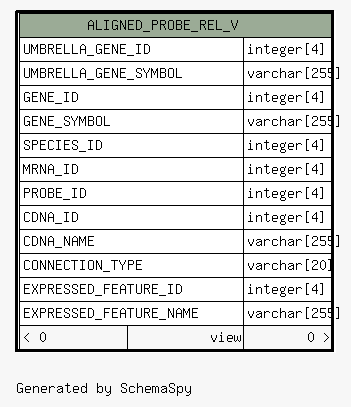 ALIGNED_PROBE_REL_V
UMBRELLA_GENE_ID integer[4]
UMBRELLA_GENE_SYMBOL varchar[255]
GENE_ID integer[4]
GENE_SYMBOL varchar[255]
SPECIES_ID integer[4]
MRNA_ID integer[4]
PROBE_ID integer[4]
CDNA_ID integer[4]
CDNA_NAME varchar[255]
CONNECTION_TYPE varchar[20]
EXPRESSED_FEATURE_ID integer[4]
EXPRESSED_FEATURE_NAME varchar[255]
< 0 view 0 >
Generated by SchemaSpy